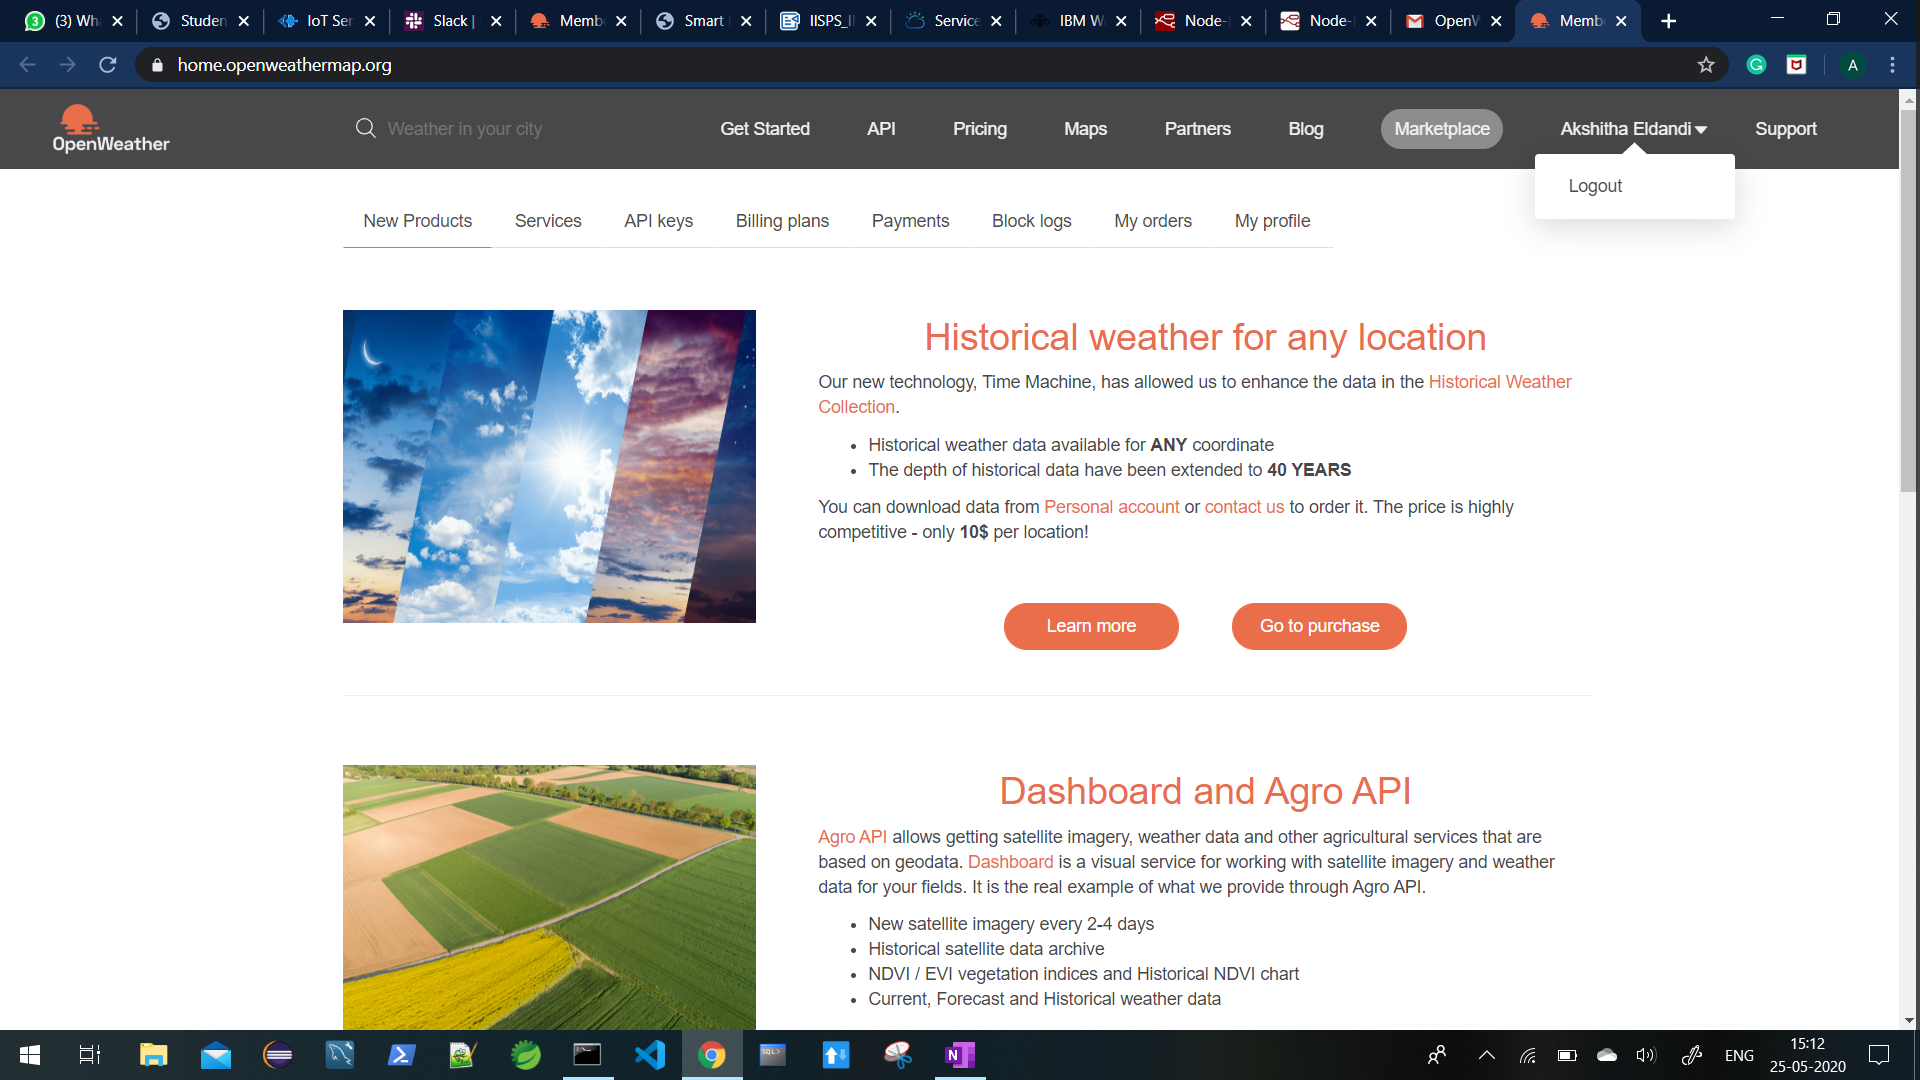 (3) Wh
Studen
IoT Ser
Slack |
Memb
Smart
IISPS_I
Service
IBM W
Node-
Node-
OpenW
Memb
home.openweathermap.org
A
OpenWeather
Weather in your city
Get Started
API
Pricing
Maps
Partners
Blog
Marketplace
Akshitha Eldandi
Support
Logout
New Products
Services
API keys
Billing plans
Payments
Block logs
My orders
My profile
Historical weather for any location
Our new technology, Time Machine, has allowed us to enhance the data in the Historical Weather
Collection.
• Historical weather data available for ANY coordinate
• The depth of historical data have been extended to 40 YEARS
You can download data from Personal account or contact us to order it. The price is highly
competitive - only 10$ per location!
Learn more
Go to purchase
Dashboard and Agro API
Agro API allows getting satellite imagery, weather data and other agricultural services that are
based on geodata. Dashboard is a visual service for working with satellite imagery and weather
data for your fields. It is the real example of what we provide through Agro API.
• New satellite imagery every 2-4 days
• Historical satellite data archive
• NDVI / EVI vegetation indices and Historical NDVI chart
• Current, Forecast and Historical weather data
ENG
15:12
25-05-2020